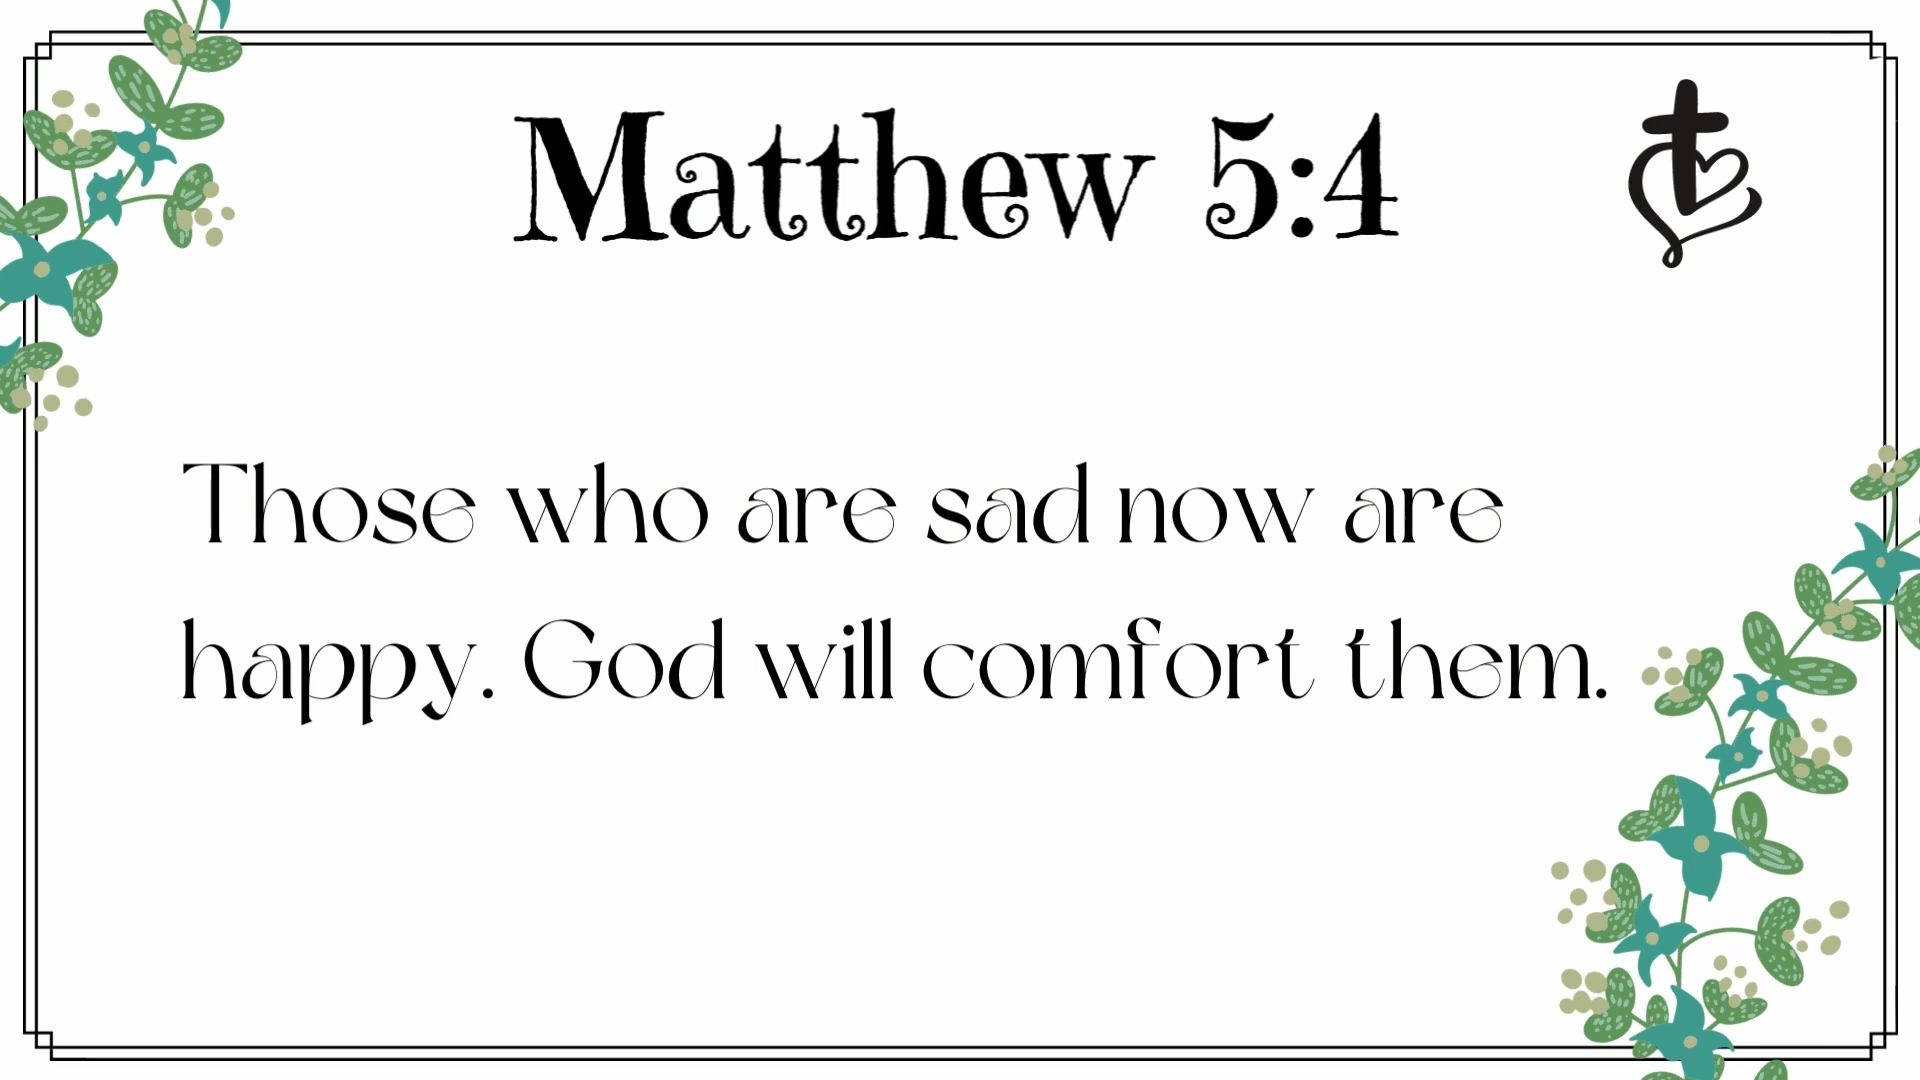 Matthew 5:4
Those who are sad now are
happy. God will comfort them.